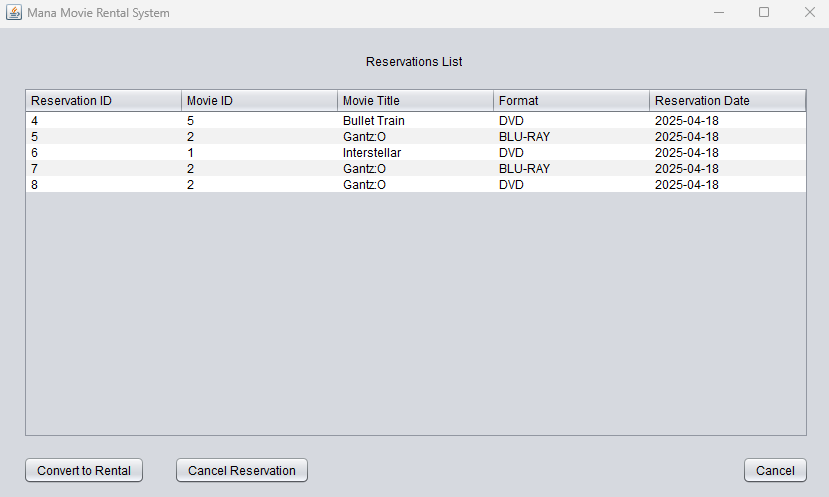 Mana Movie Rental System
Reservations List
Reservation ID Movie ID Movie Title Format Reservation Date
4 5 Bullet Train DVD 2025-04-18
5 2 Gantz:O BLU-RAY 2025-04-18
6 1 Interstellar DVD 2025-04-18
7 2 Gantz:O BLU-RAY 2025-04-18
8 2 Gantz:O DVD 2025-04-18
Convert to Rental Cancel Reservation Cancel